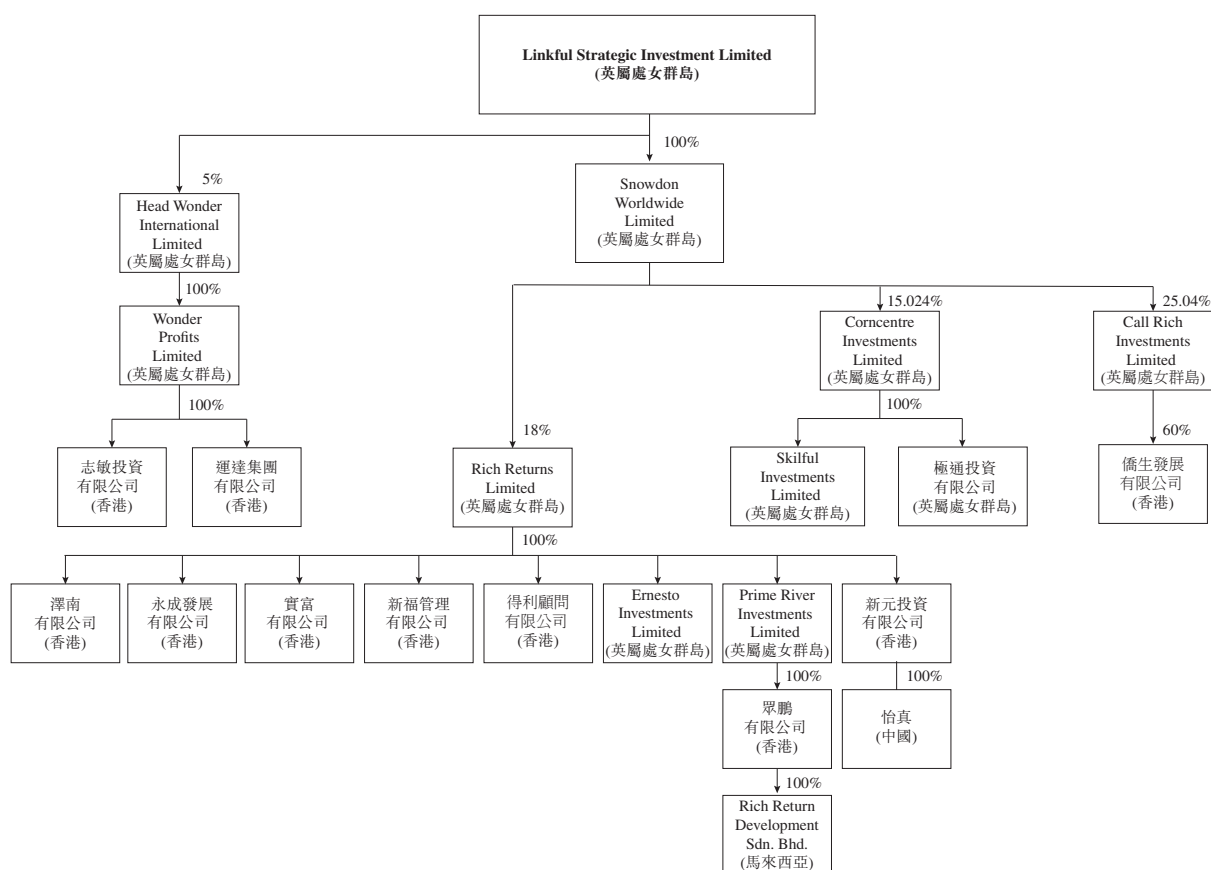 Linkful Strategic Investment Limited
(英屬處女群島)
100%
5%
Head Wonder
International
Limited
(英屬處女群島)
Snowdon
Worldwide
Limited
(英屬處女群島)
100%
15.024%
25.04%
Wonder
Profits
Limited
(英屬處女群島)
Corncentre
Investments
Limited
(英屬處女群島)
Call Rich
Investments
Limited
(英屬處女群島)
100%
100%
18%
60%
志敏投資
有限公司
(香港)
運達集團
有限公司
(香港)
Rich Returns
Limited
(英屬處女群島)
Skilful
Investments
Limited
(英屬處女群島)
極通投資
有限公司
(英屬處女群島)
僑生發展
有限公司
(香港)
100%
澤南
有限公司
(香港)
永成發展
有限公司
(香港)
實富
有限公司
(香港)
新福管理
有限公司
(香港)
得利顧問
有限公司
(香港)
Ernesto
Investments
Limited
(英屬處女群島)
Prime River
Investments
Limited
(英屬處女群島)
新元投資
有限公司
(香港)
100%
100%
眾鵬
有限公司
(香港)
怡真
(中國)
100%
Rich Return
Development
Sdn. Bhd.
(馬來西亞)